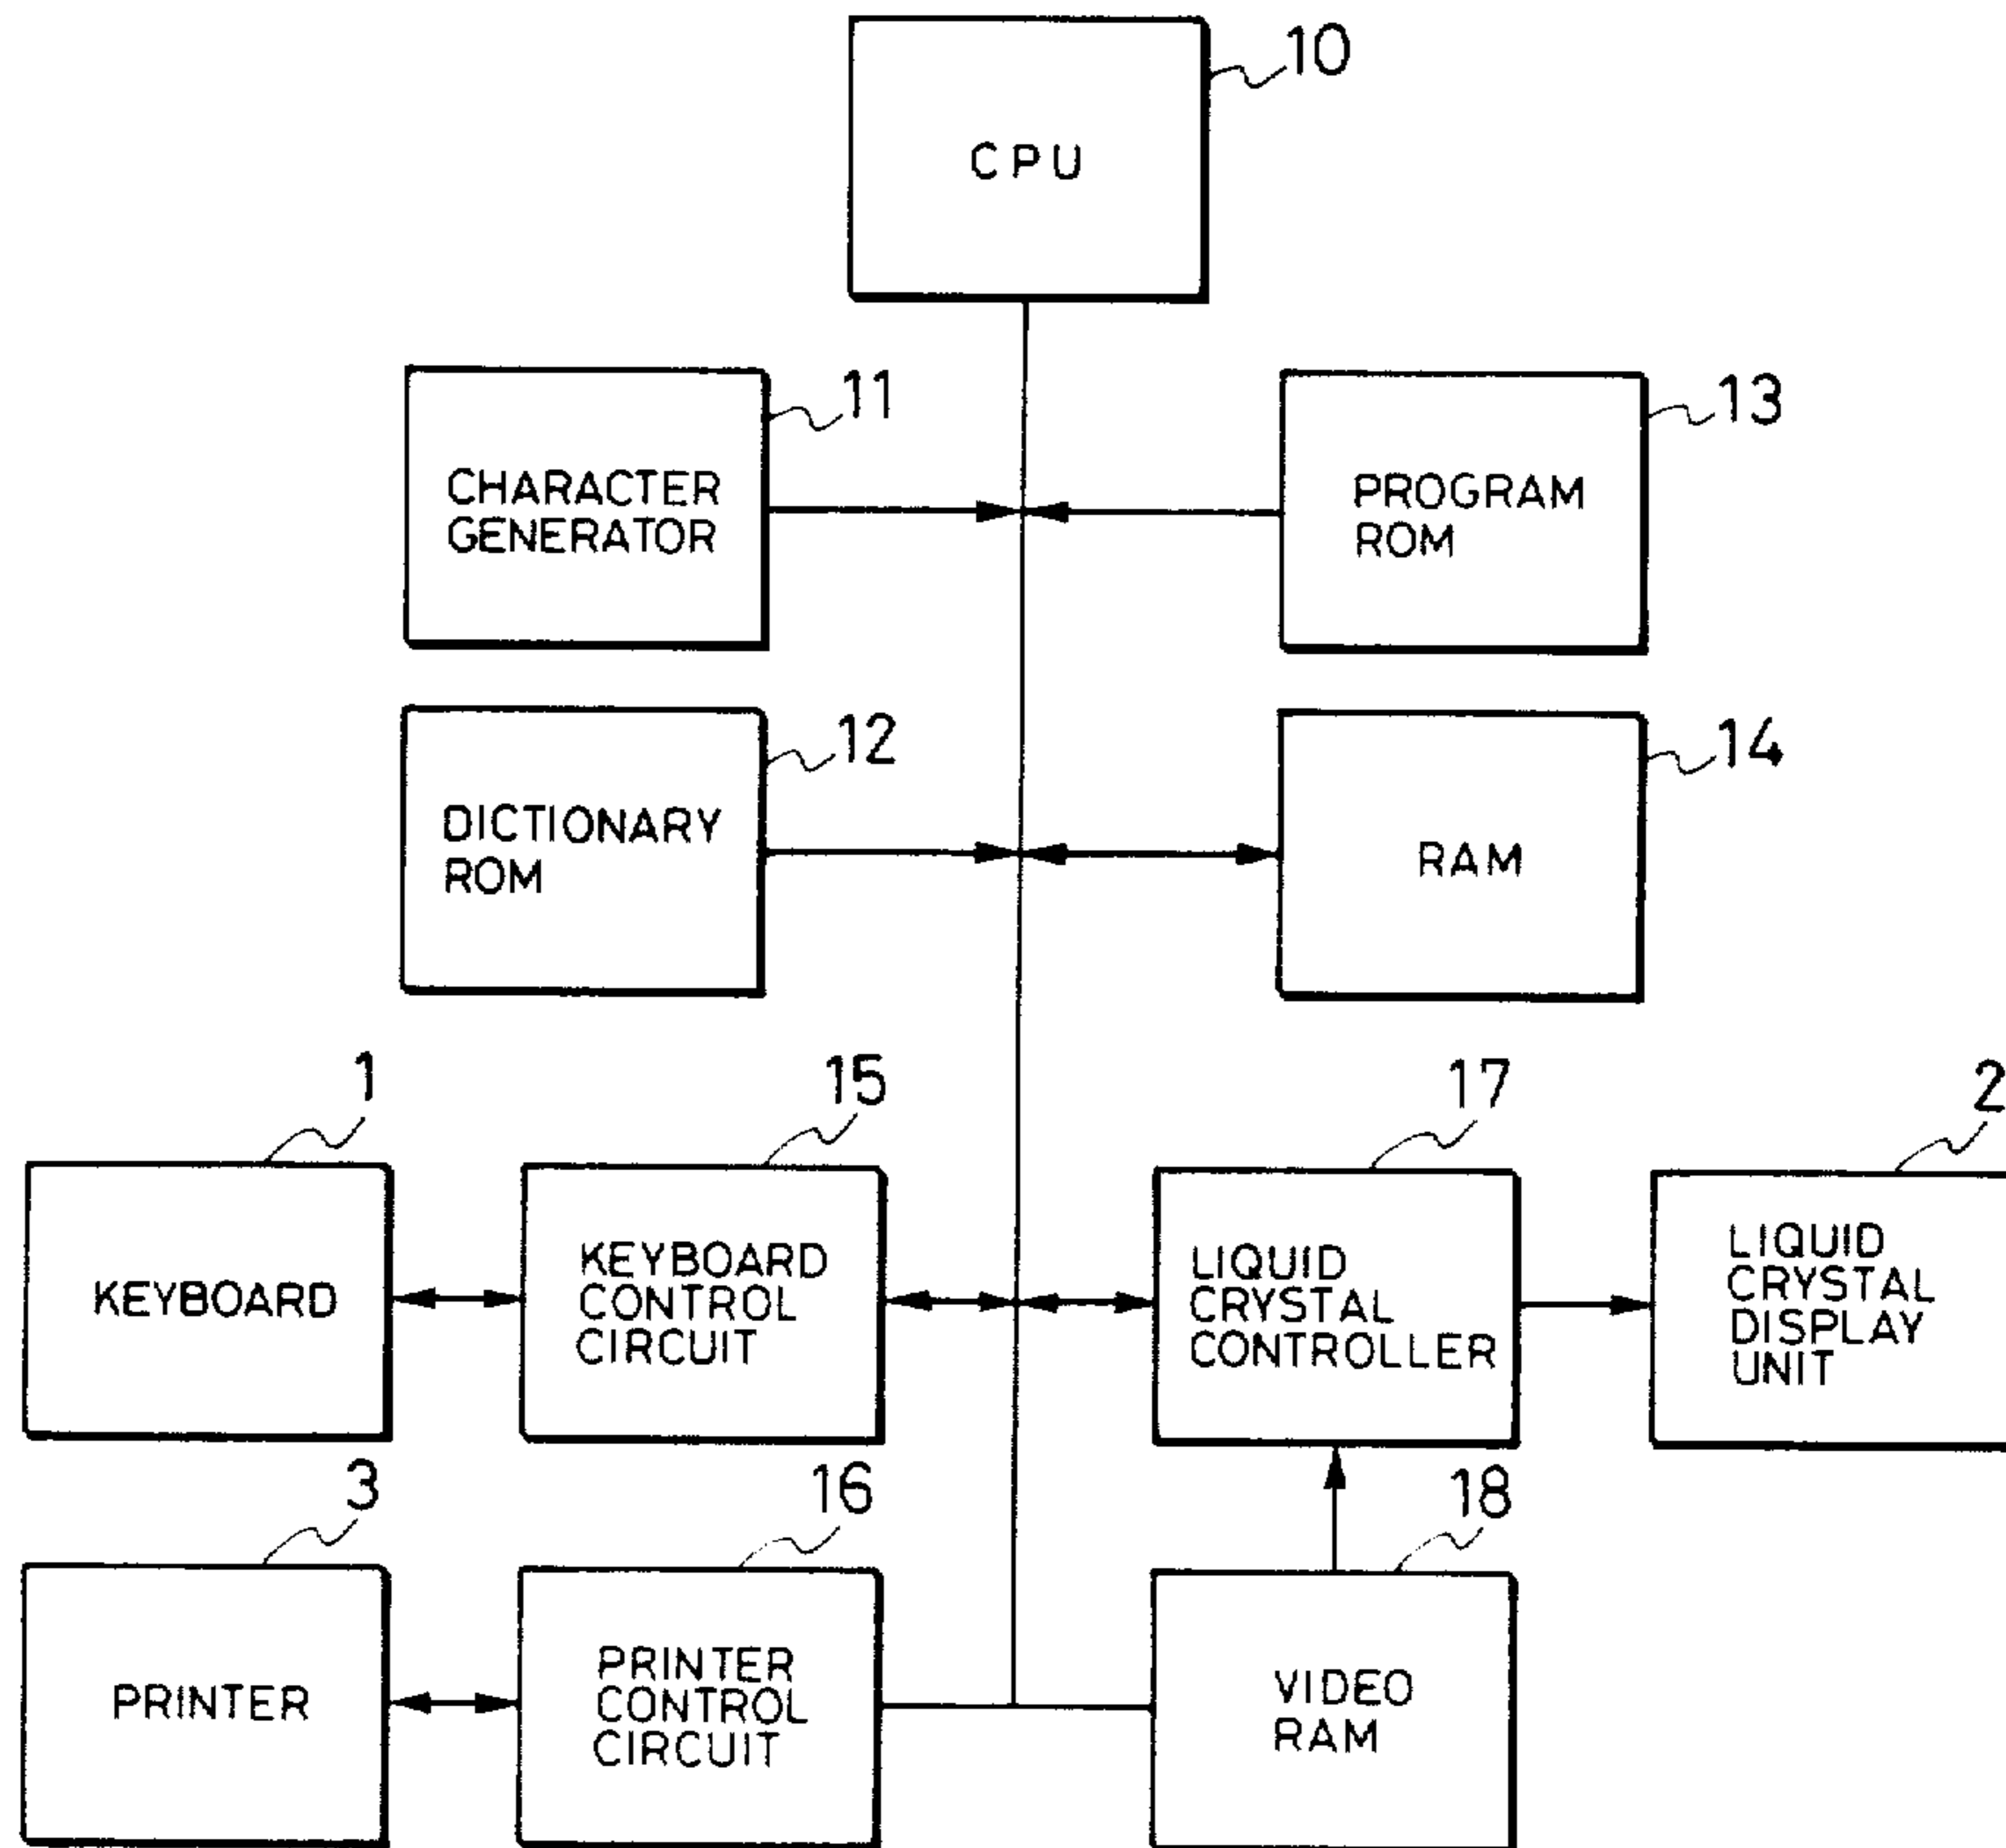 10
CPU
11
CHARACTER
GENERATOR
13
PROGRAM
ROM
12
DICTIONARY
ROM
14
RAM
1
KEYBOARD
15
KEYBOARD
CONTROL
CIRCUIT
17
LIQUID
CRYSTAL
CONTROLLER
2
LIQUID
CRYSTAL
DISPLAY
UNIT
3
PRINTER
16
PRINTER
CONTROL
CIRCUIT
18
VIDEO
RAM